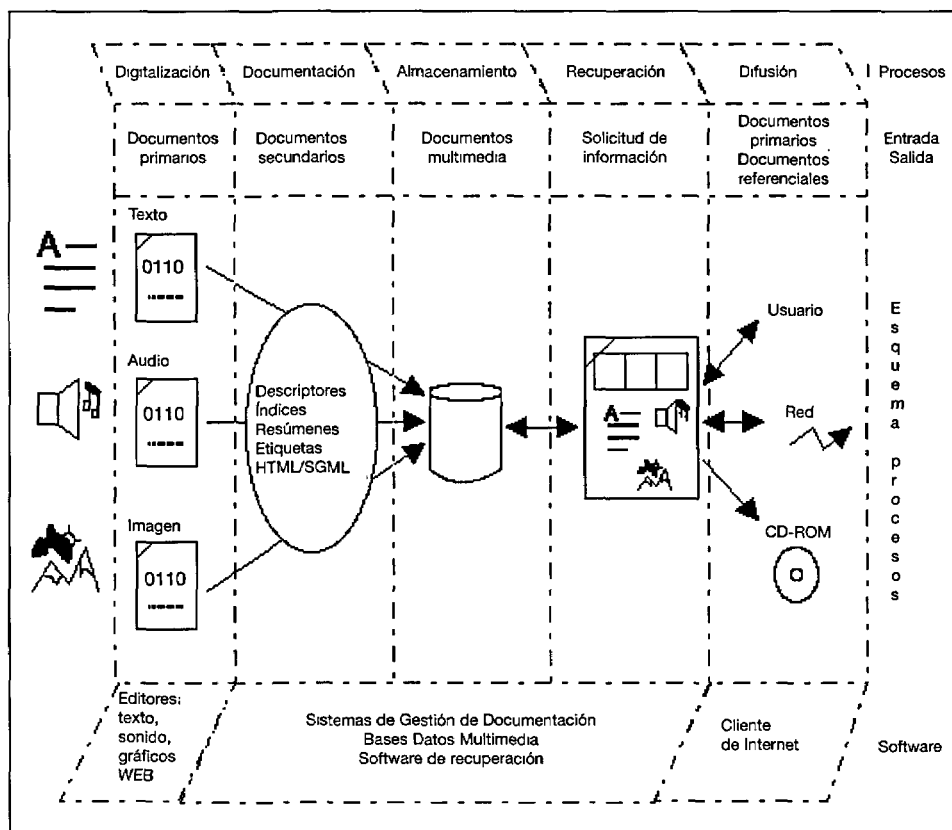 Digitalización Documentación Almacenamiento Recuperación Difusión Procesos
Documentos primarios
Documentos secundarios
Documentos multimedia
Solicitud de información
Documentos primarios
Documentos referenciales
Entrada
Salida
Texto
A
0110
Audio
0110
Imagen
0110
Descriptores
Índices
Resúmenes
Etiquetas
HTML/SGML
A
Usuario
Red
CD-ROM
Esquema procesos
Editores:
texto,
sonido,
gráficos
WEB
Sistemas de Gestión de Documentación
Bases Datos Multimedia
Software de recuperación
Cliente
de Internet
Software